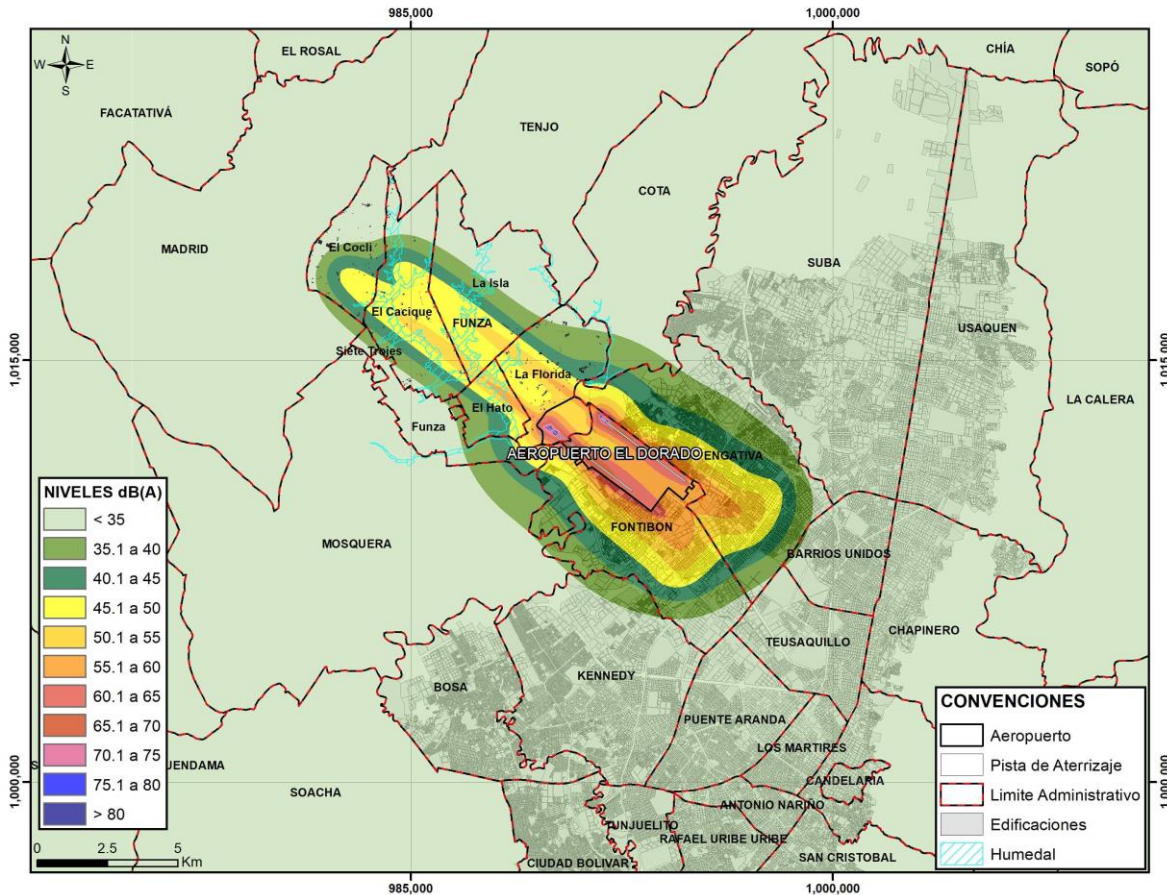 985,000
1,000,000
N
W E
S
EL ROSAL
CHÍA
SOPÓ
FACATATIVÁ
TENJO
COTA
MADRID
SUBA
El Cocli
La Isla
USAQUEN
El Cacique
FUNZA
1,015,000
1,015,000
Siete Trojes
La Florida
LA CALERA
El Hato
Funza
AEROPUERTO EL DORADO
ENGATIVA
FONTIBON
MOSQUERA
BARRIOS UNIDOS
TEUSAQUILLO
CHAPINERO
KENNEDY
BOSA
PUENTE ARANDA
LOS MARTIRES
CANDELARIA
ANTONIO NARIÑO
SOACHA
UENDAMA
TUNJUELITO
RAFAEL URIBE URIBE
SAN CRISTOBAL
CIUDAD BOLIVAR
1,000,000
1,000,000
NIVELES dB(A)
< 35
35.1 a 40
40.1 a 45
45.1 a 50
50.1 a 55
55.1 a 60
60.1 a 65
65.1 a 70
70.1 a 75
75.1 a 80
> 80
0 2.5 5
Km
CONVENCIONES
Aeropuerto
Pista de Aterrizaje
Limite Administrativo
Edificaciones
Humedal
985,000
1,000,000